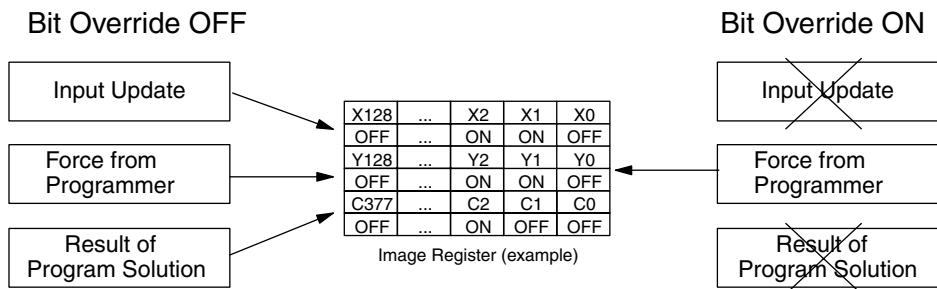 Bit Override OFF
Bit Override ON
Input Update
Force from
Programmer
Result of
Program Solution
X128 ... X2 X1 X0
OFF ... ON ON OFF
Y128 ... Y2 Y1 Y0
OFF ... ON ON OFF
C377 ... C2 C1 C0
OFF ... ON OFF OFF
Image Register (example)
Input Update
Force from
Programmer
Result of
Program Solution